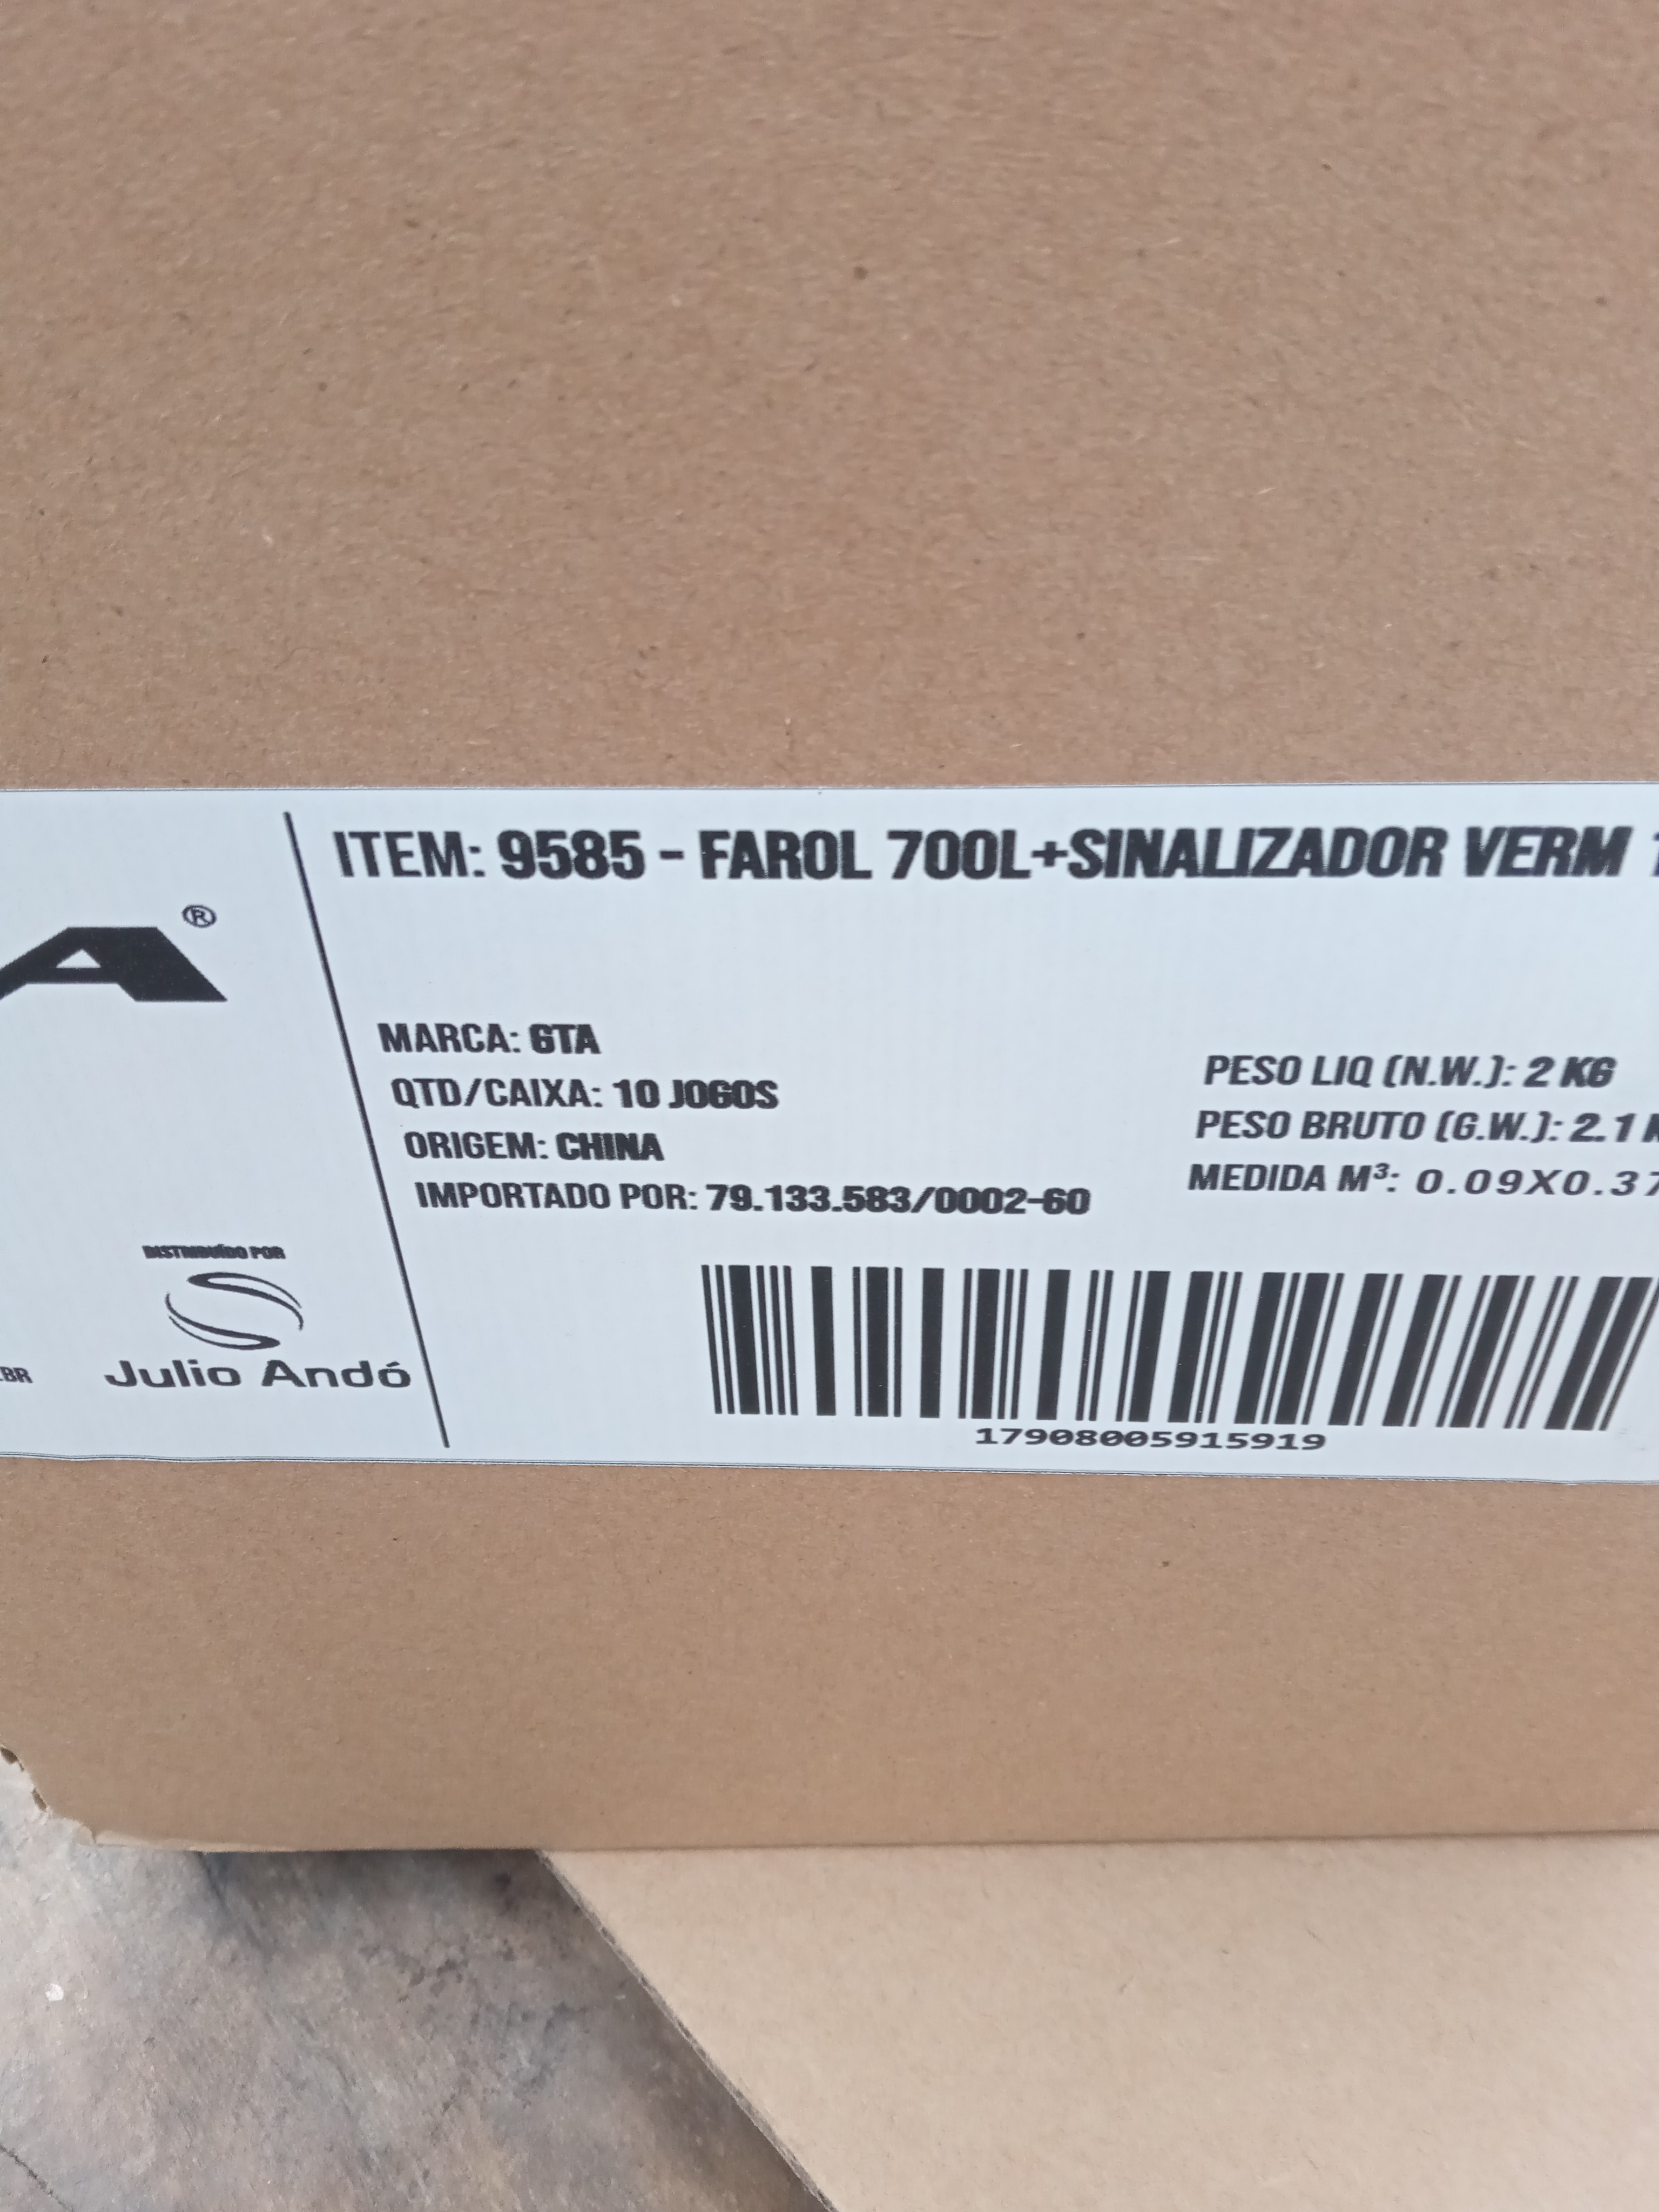 ITEM: 9585 - FAROL 700L+SINALIZADOR VERM 1
A®
MARCA: GTA
QTD/CAIXA: 10 JOGOS
ORIGEM: CHINA
IMPORTADO POR: 79.133.583/0002-60
PESO LIQ (N.W.): 2 KG
PESO BRUTO (G.W.): 2.1 K
MEDIDA M³: 0.09X0.37
DISTRIBUÍDO POR
Julio Andó
.BR
17908005915919